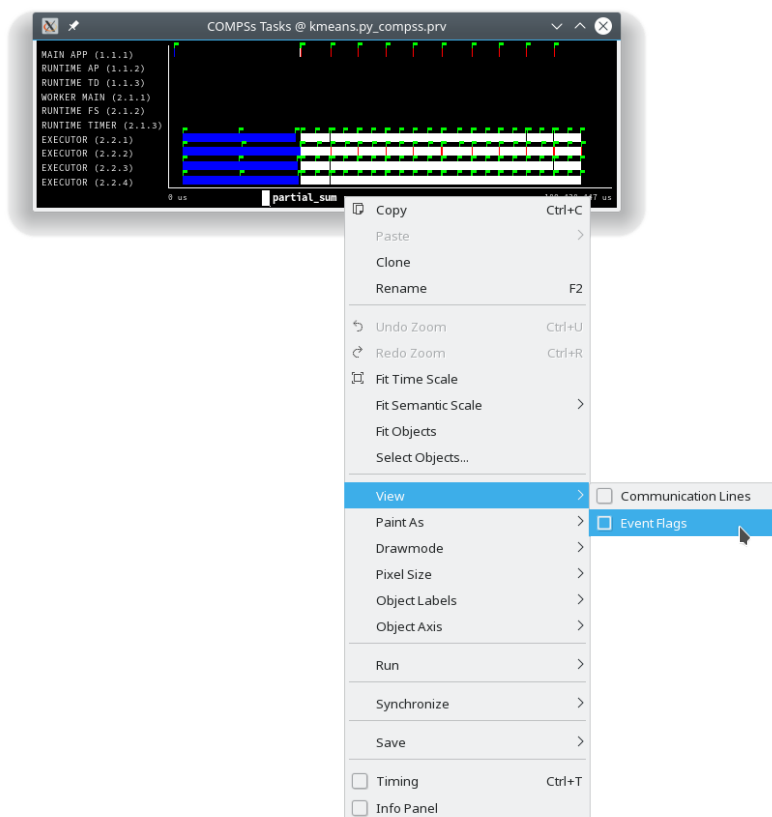 COMPSs Tasks @ kmeans.py_compss.prv
MAIN APP (1.1.1)
RUNTIME AP (1.1.2)
RUNTIME TD (1.1.3)
WORKER MAIN (2.1.1)
RUNTIME FS (2.1.2)
RUNTIME TIMER (2.1.3)
EXECUTOR (2.2.1)
EXECUTOR (2.2.2)
EXECUTOR (2.2.3)
EXECUTOR (2.2.4)
0 us
partial_sum
us
Copy Ctrl+C
Paste
Clone
Rename F2
Undo Zoom Ctrl+U
Redo Zoom Ctrl+R
Fit Time Scale
Fit Semantic Scale
Fit Objects
Select Objects...
View
Communication Lines
Paint As
Event Flags
Drawmode
Pixel Size
Object Labels
Object Axis
Run
Synchronize
Save
Timing Ctrl+T
Info Panel